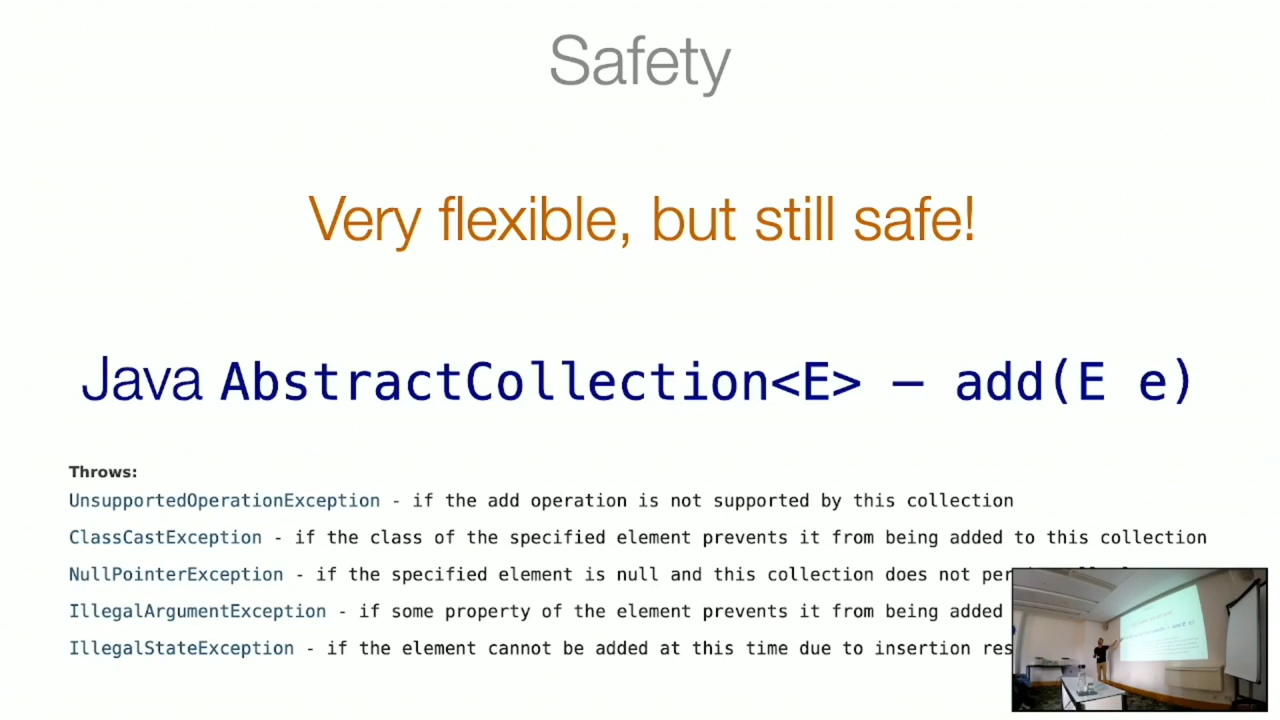 Safety
Very flexible, but still safe!
Java AbstractCollection<E> – add(E e)
Throws:
UnsupportedOperationException - if the add operation is not supported by this collection
ClassCastException - if the class of the specified element prevents it from being added to this collection
NullPointerException - if the specified element is null and this collection does not
IllegalArgumentException - if some property of the element prevents it from being added
IllegalStateException - if the element cannot be added at this time due to insertion